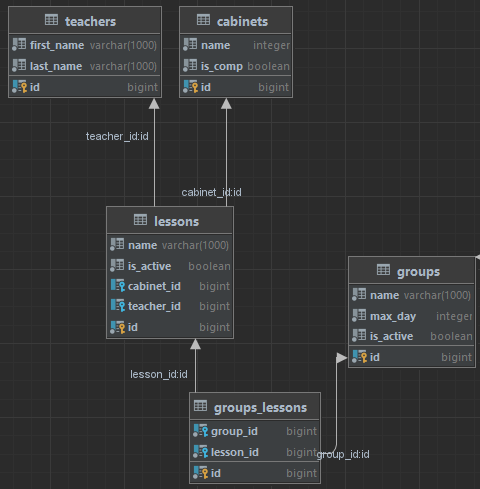 teachers
first_name varchar(1000)
last_name varchar(1000)
id bigint
cabinets
name integer
is_comp boolean
id bigint
teacher_id:id
cabinet_id:id
lessons
name varchar(1000)
is_active boolean
cabinet_id bigint
teacher_id bigint
id bigint
groups
name varchar(1000)
max_day integer
is_active boolean
id bigint
lesson_id:id
groups_lessons
group_id bigint
lesson_id bigint
id bigint
group_id:id